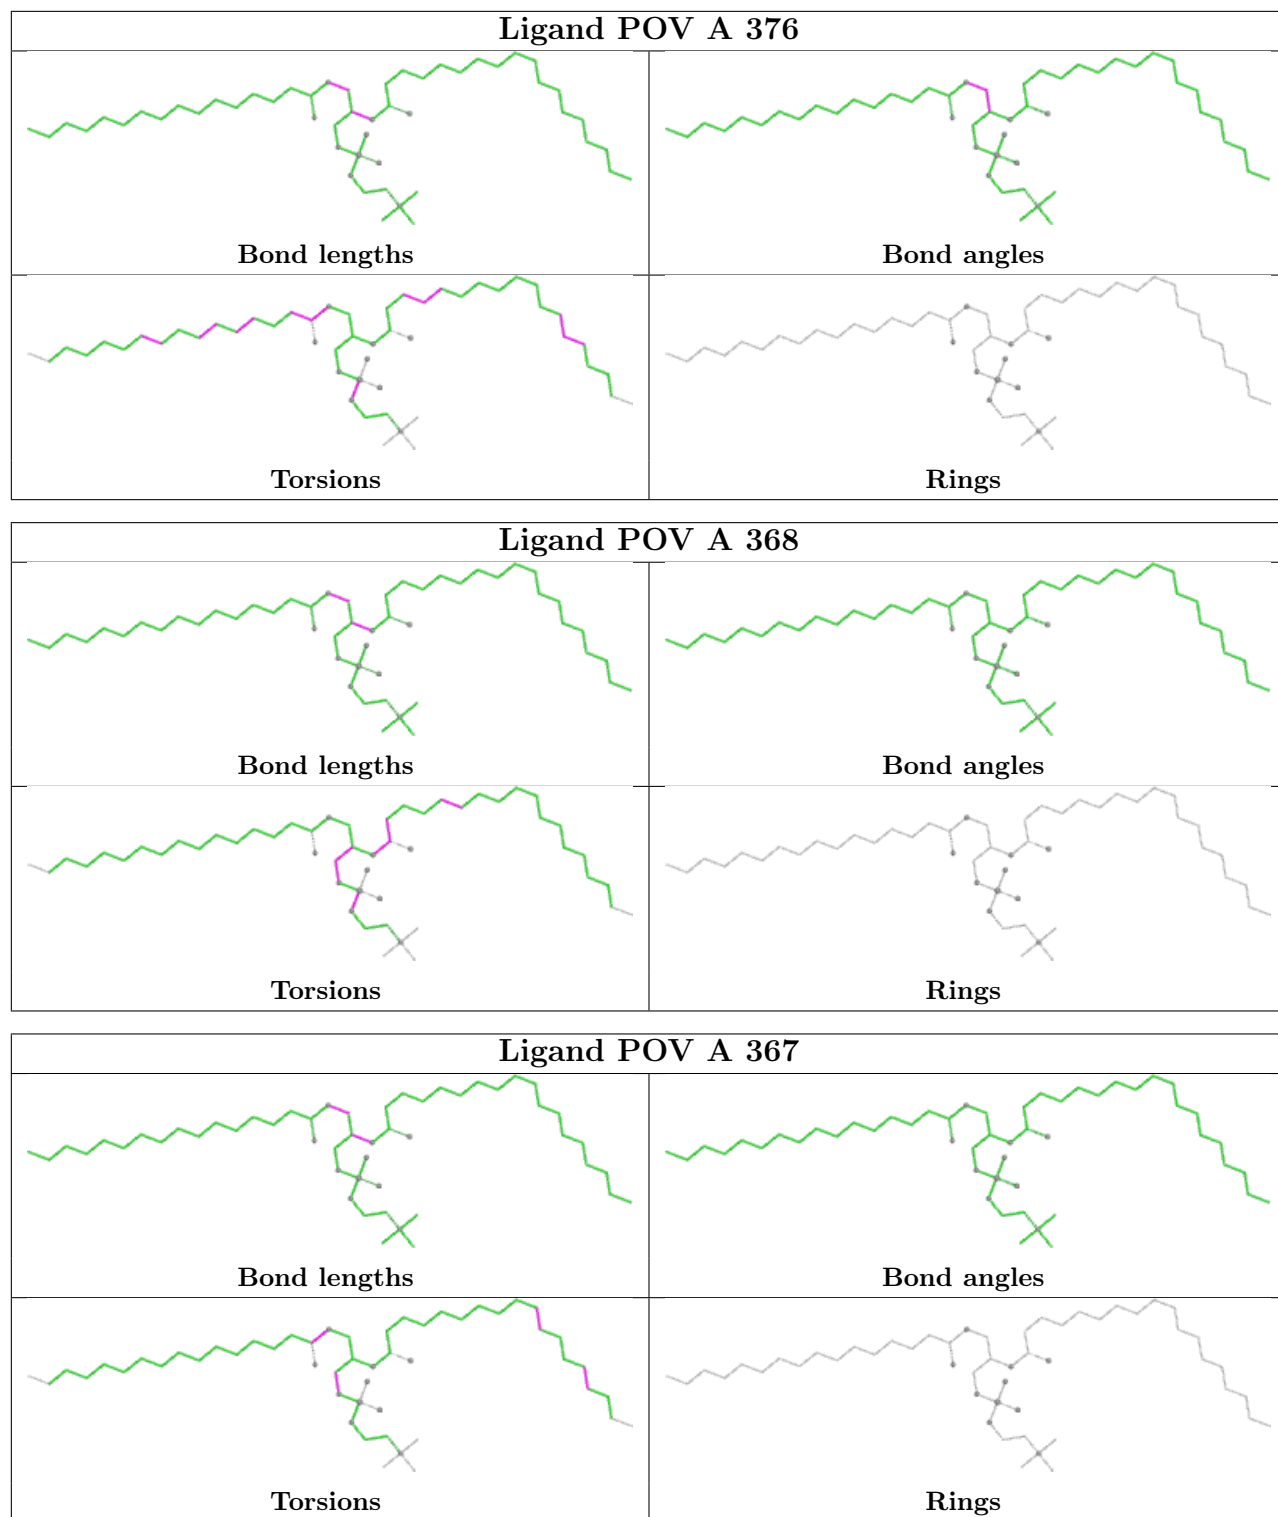 Ligand POV A 376
Bond lengths
Bond angles
Torsions
Rings
Ligand POV A 368
Bond lengths
Bond angles
Torsions
Rings
Ligand POV A 367
Bond lengths
Bond angles
Torsions
Rings